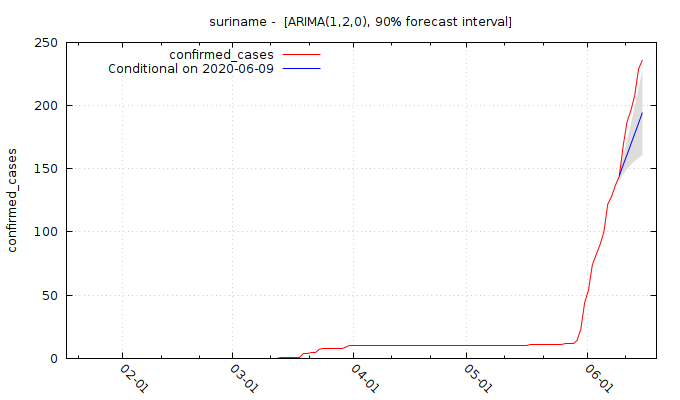 suriname - [ARIMA(1,2,0), 90% forecast interval]
confirmed_cases
Conditional on 2020-06-09
250
200
150
100
50
0
confirmed_cases
02-01
03-01
04-01
05-01
06-01